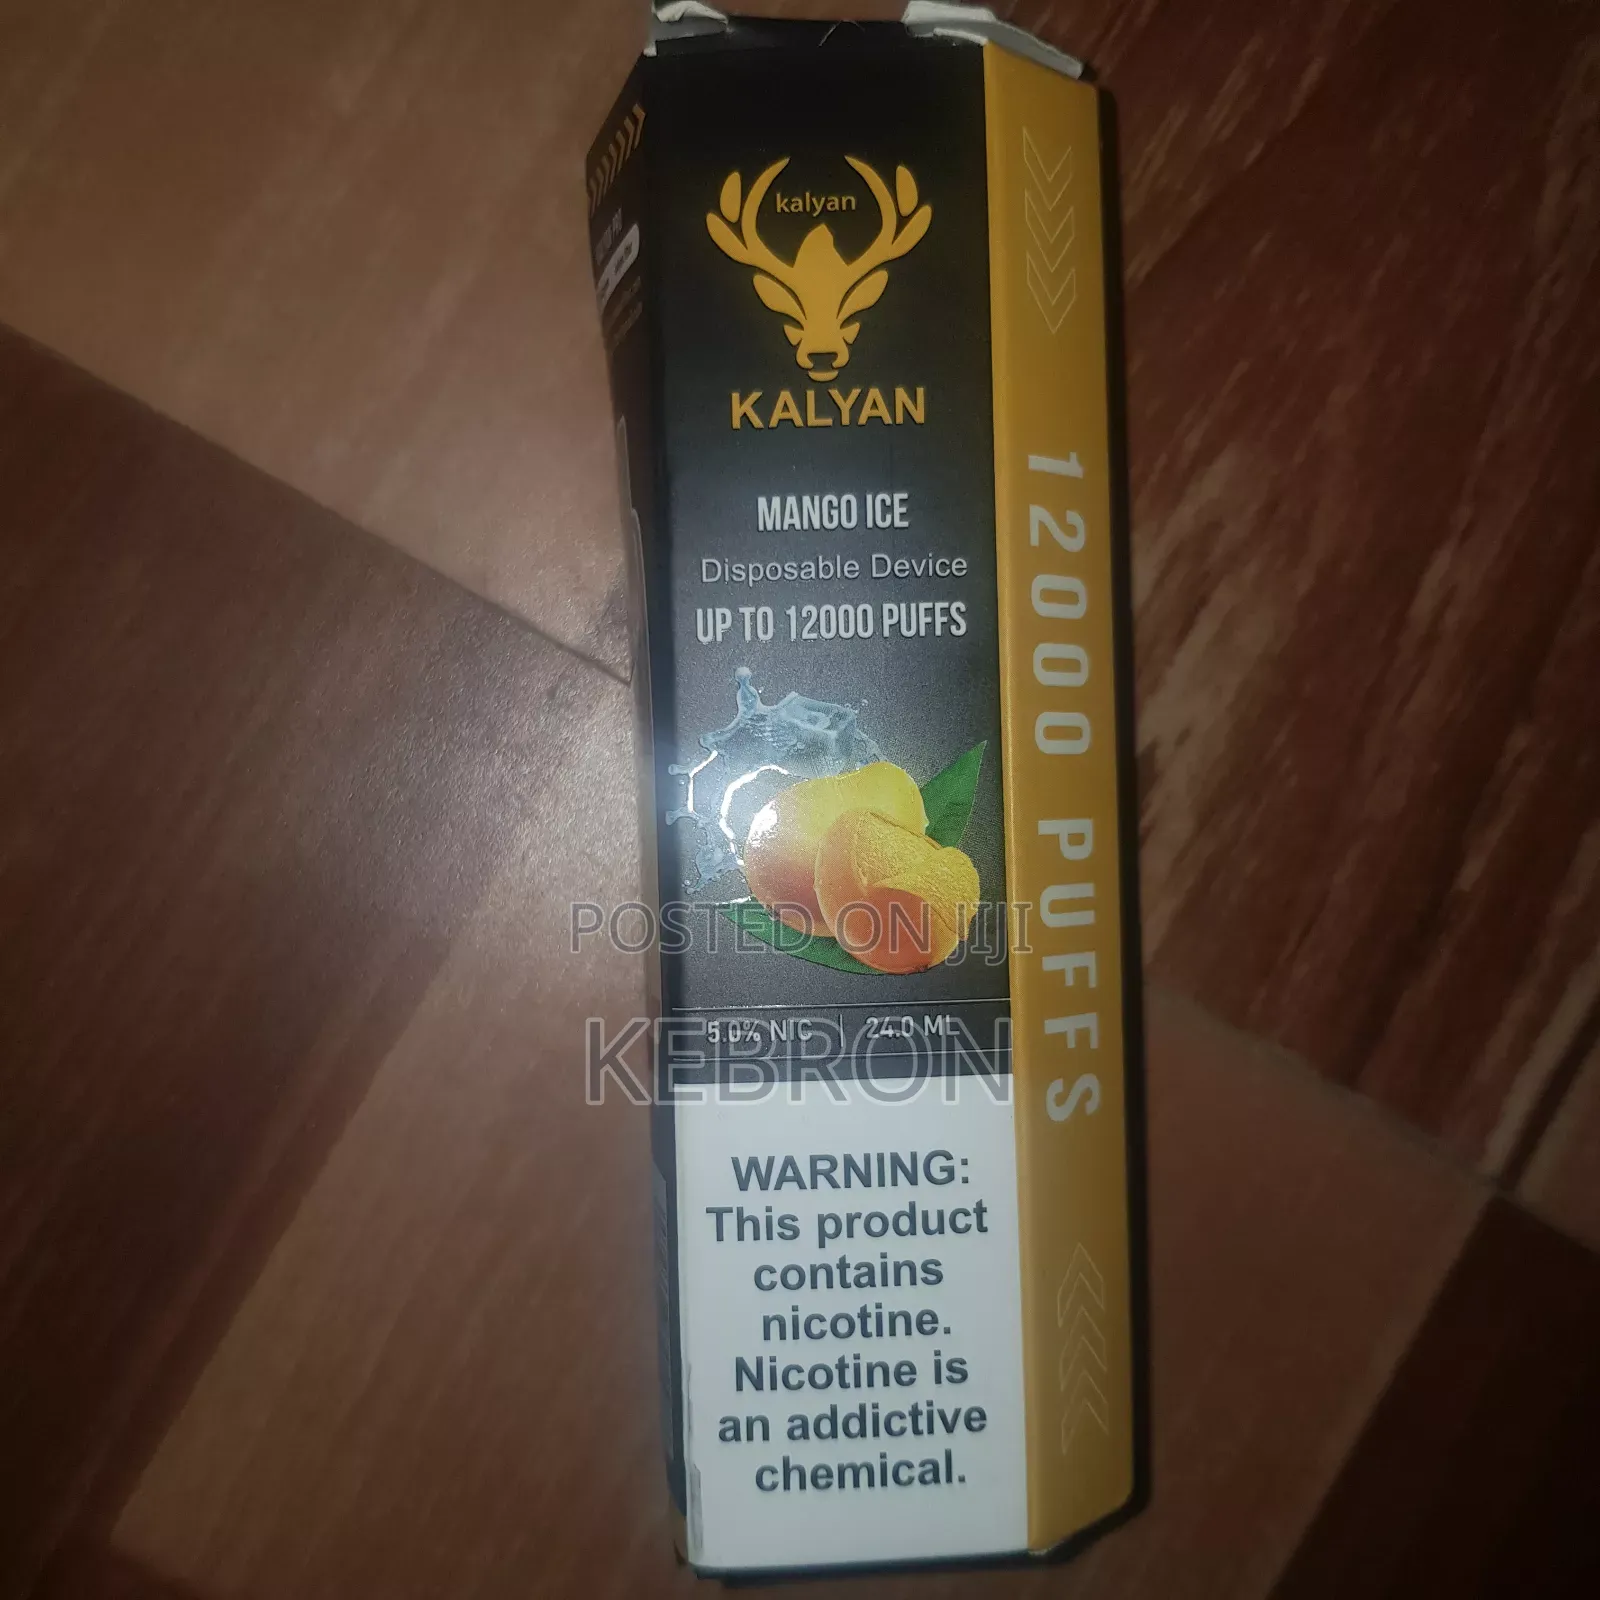 kalyan
KALYAN
MANGO ICE
Disposable Device
UP TO 12000 PUFFS
POSTED ON JIJI
5.0% NIC | 24.0 ML
KEBRON
WARNING:
This product
contains
nicotine.
Nicotine is
an addictive
chemical.
12000 PUFFS